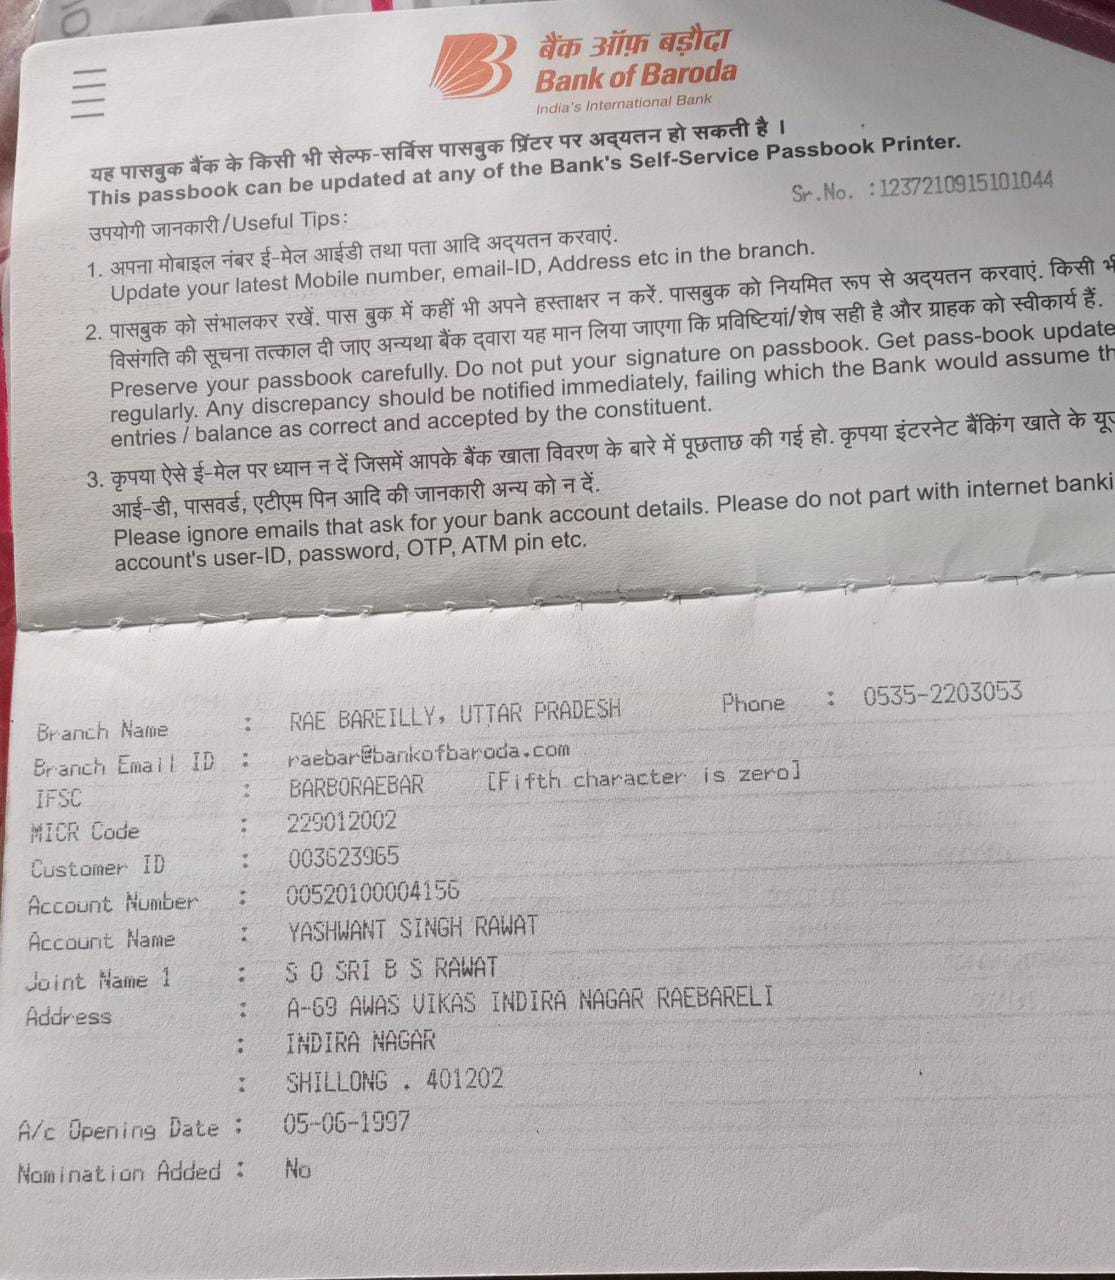 बैंक ऑफ़ बड़ौदा
Bank of Baroda
India's International Bank
यह पासबुक बैंक के किसी भी सेल्फ-सर्विस पासबुक प्रिंटर पर अद्यतन हो सकती है ।
This passbook can be updated at any of the Bank's Self-Service Passbook Printer.
Sr.No. :1237210915101044
उपयोगी जानकारी/Useful Tips:
1. अपना मोबाइल नंबर ई-मेल आईडी तथा पता आदि अद्यतन करवाएं.
Update your latest Mobile number, email-ID, Address etc in the branch.
2. पासबुक को संभालकर रखें. पास बुक में कहीं भी अपने हस्ताक्षर न करें. पासबुक को नियमित रूप से अद्यतन करवाएं. किसी भी
विसंगति की सूचना तत्काल दी जाए अन्यथा बैंक द्वारा यह मान लिया जाएगा कि प्रविष्टियां/शेष सही है और ग्राहक को स्वीकार्य हैं.
Preserve your passbook carefully. Do not put your signature on passbook. Get pass-book update
regularly. Any discrepancy should be notified immediately, failing which the Bank would assume th
entries / balance as correct and accepted by the constituent.
3. कृपया ऐसे ई-मेल पर ध्यान न दें जिसमें आपके बैंक खाता विवरण के बारे में पूछताछ की गई हो. कृपया इंटरनेट बैंकिंग खाते के
आई-डी, पासवर्ड, एटीएम पिन आदि की जानकारी अन्य को न दें.
Please ignore emails that ask for your bank account details. Please do not part with internet banki
account's user-ID, password, OTP, ATM pin etc.
Branch Name : RAE BAREILLY, UTTAR PRADESH Phone : 0535-2203053
Branch Email ID : raebar@bankofbaroda.com
IFSC : BARB0RAEBAR [Fifth character is zero]
MICR Code : 229012002
Customer ID : 003623965
Account Number : 00520100004156
Account Name : YASHWANT SINGH RAWAT
Joint Name 1 : S O SRI B S RAWAT
Address : A-69 AWAS VIKAS INDIRA NAGAR RAEBARELI
: INDIRA NAGAR
: SHILLONG . 401202
A/c Opening Date : 05-06-1997
Nomination Added : No